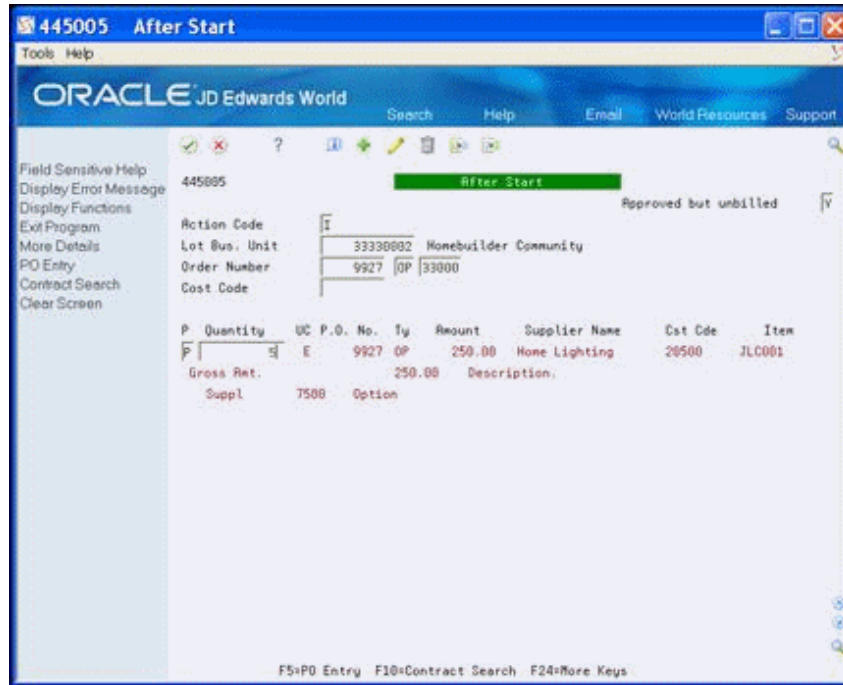 445005 After Start
Tools Help
ORACLE JD Edwards World
Search Help Email World Resources Support
?
Field Sensitive Help
Display Error Message
Display Functions
Exit Program
More Details
PO Entry
Contract Search
Clear Screen
445005 After Start
Approved but unbilled Y
Action Code I
Lot Bus. Unit 33330002 Homebuilder Community
Order Number 9927 OP 33000
Cost Code
P Quantity UC P.O. No. Ty Amount Supplier Name Cst Cde Item
P 5 E 9927 OP 250.00 Home Lighting 20500 JLC001
Gross Amt. 250.00 Description.
Suppl 7500 Option
F5=PO Entry F10=Contract Search F24=More Keys